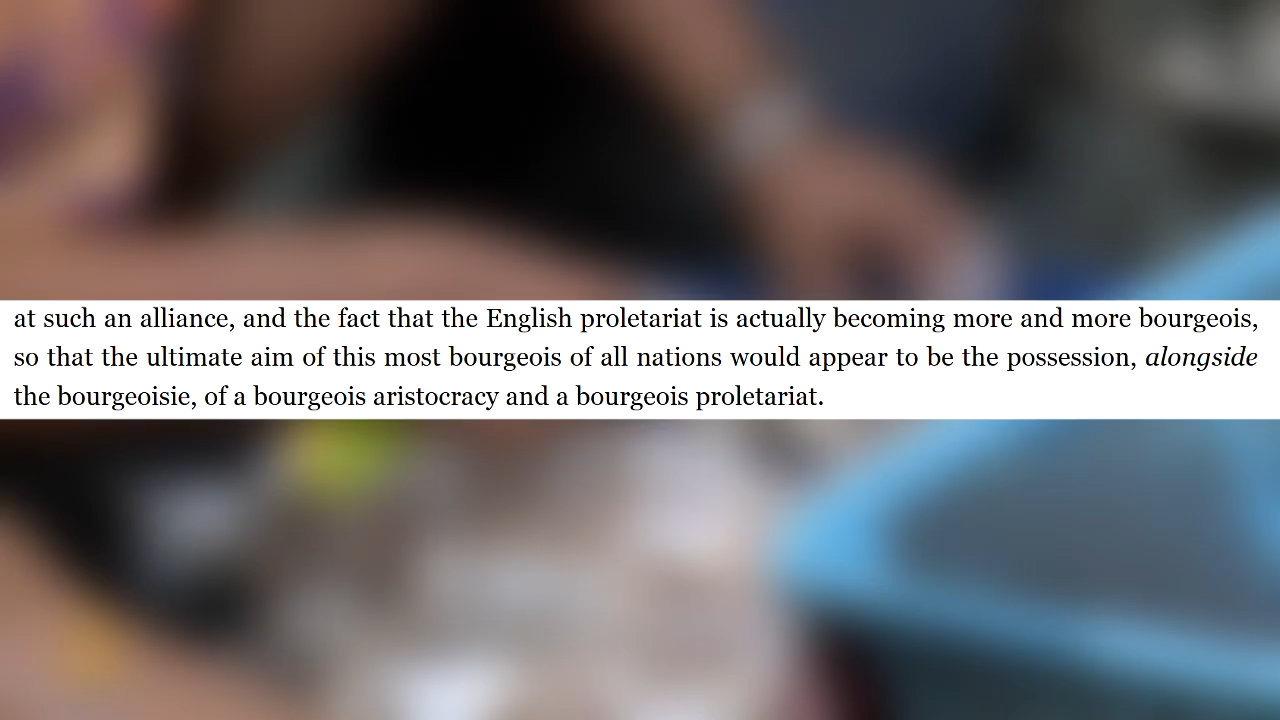 at such an alliance, and the fact that the English proletariat is actually becoming more and more bourgeois,
so that the ultimate aim of this most bourgeois of all nations would appear to be the possession, alongside
the bourgeoisie, of a bourgeois aristocracy and a bourgeois proletariat.